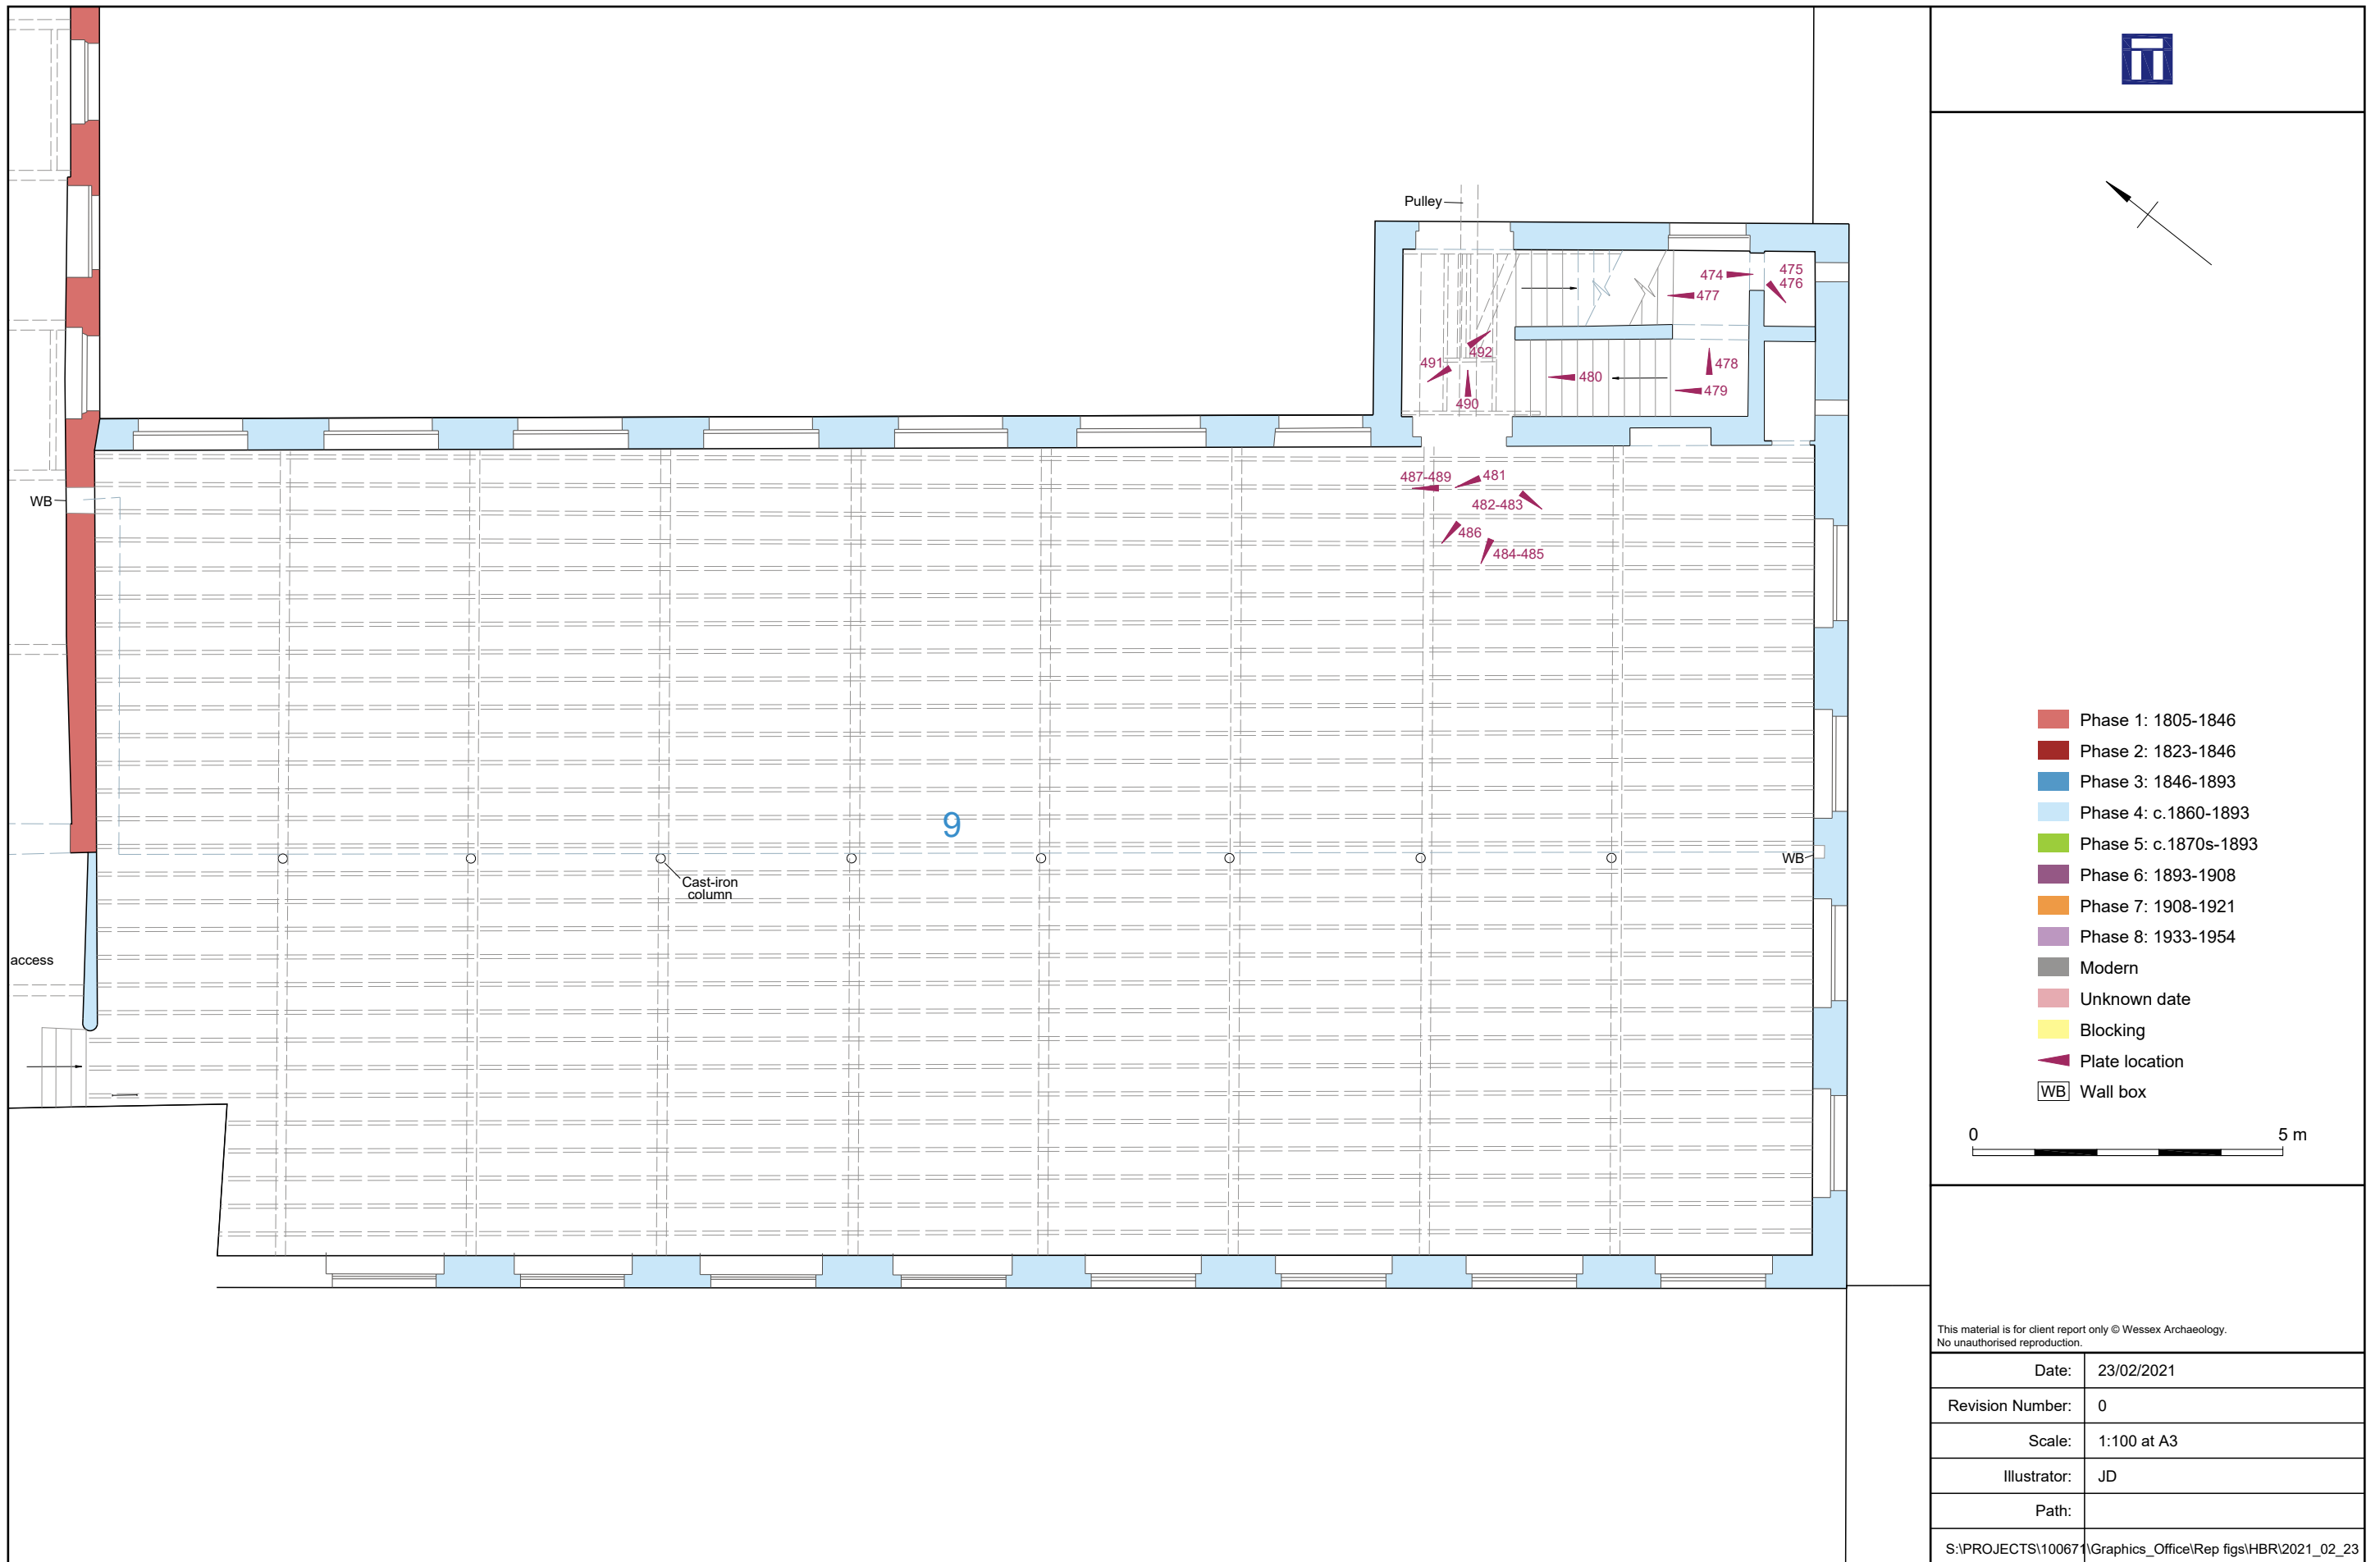 Pulley
474
475
476
477
478
479
480
490
491
492
WB
487-489
481
482-483
486
484-485
9
Cast-iron
column
WB
access
Phase 1: 1805-1846
Phase 2: 1823-1846
Phase 3: 1846-1893
Phase 4: c.1860-1893
Phase 5: c.1870s-1893
Phase 6: 1893-1908
Phase 7: 1908-1921
Phase 8: 1933-1954
Modern
Unknown date
Blocking
Plate location
WB Wall box
0 5 m
This material is for client report only © Wessex Archaeology.
No unauthorised reproduction.
Date: 23/02/2021
Revision Number: 0
Scale: 1:100 at A3
Illustrator: JD
Path:
S:\PROJECTS\100671\Graphics_Office\Rep figs\HBR\2021_02_23